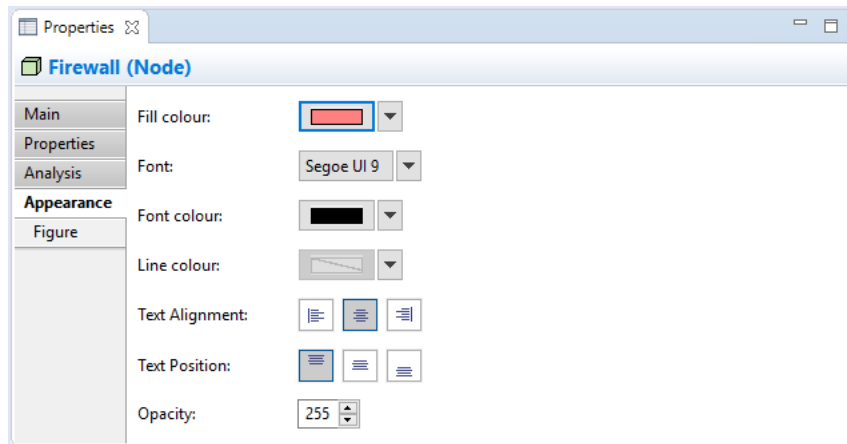 Properties
Firewall (Node)
Main
Properties
Analysis
Appearance
Figure
Fill colour:
Font:
Segoe UI 9
Font colour:
Line colour:
Text Alignment:
Text Position:
Opacity:
255